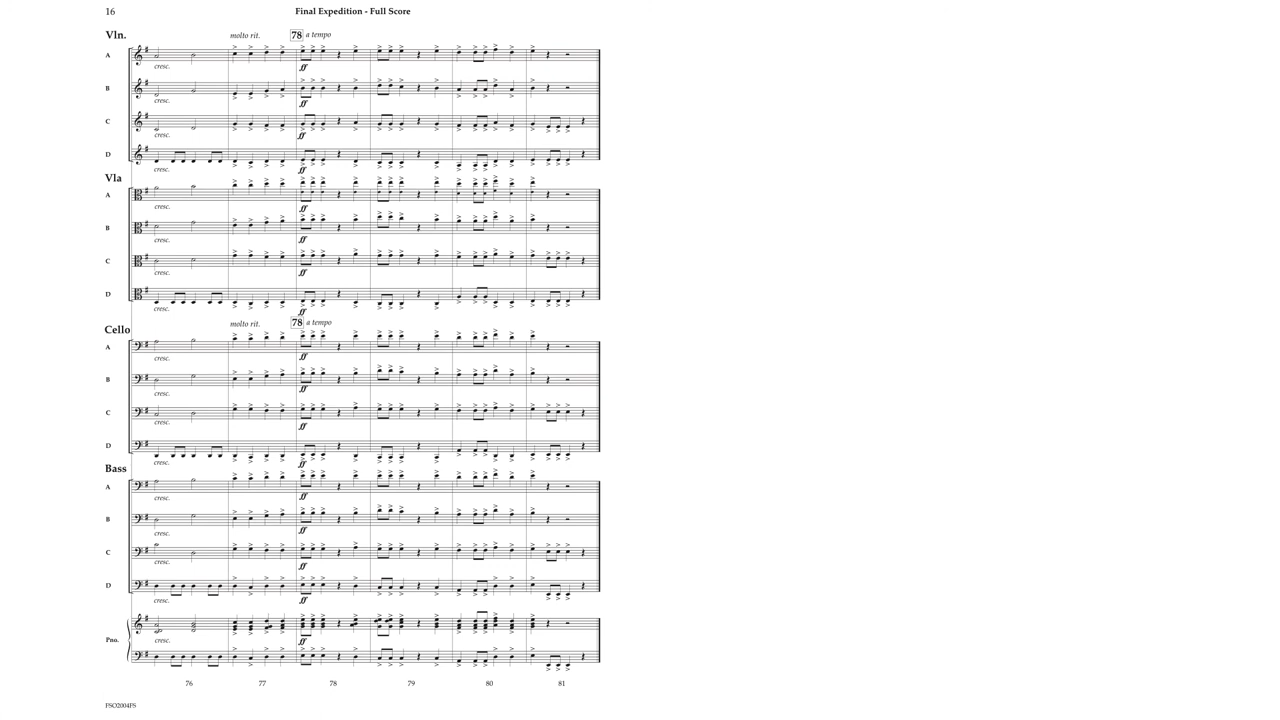 16 Final Expedition - Full Score
Vln. molto rit. 78 a tempo
A
cresc. ff
B
cresc. ff
C
cresc. ff
D
cresc. ff
Vla
A
cresc. ff
B
cresc. ff
C
cresc. ff
D
cresc. ff
Cello molto rit. 78 a tempo
A
cresc. ff
B
cresc. ff
C
cresc. ff
D
cresc. ff
Bass
A
cresc. ff
B
cresc. ff
C
cresc. ff
D
cresc. ff
Pno.
cresc. ff
76 77 78 79 80 81
FSO2004FS